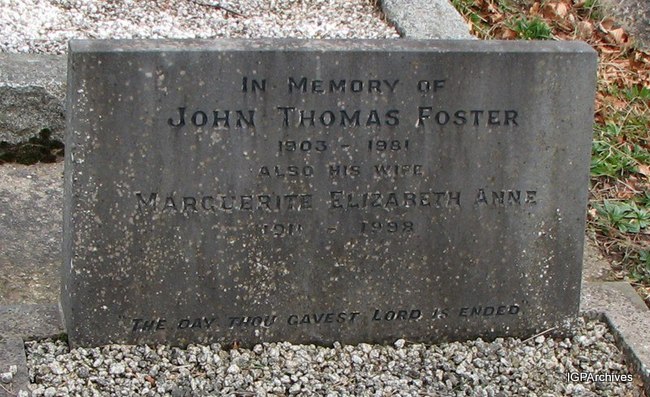 In Memory of
John Thomas Foster
1903 - 1981
also his wife
Marguerite Elizabeth Anne
1911 - 1998
"The day thou gavest Lord is ended"
IGPArchives